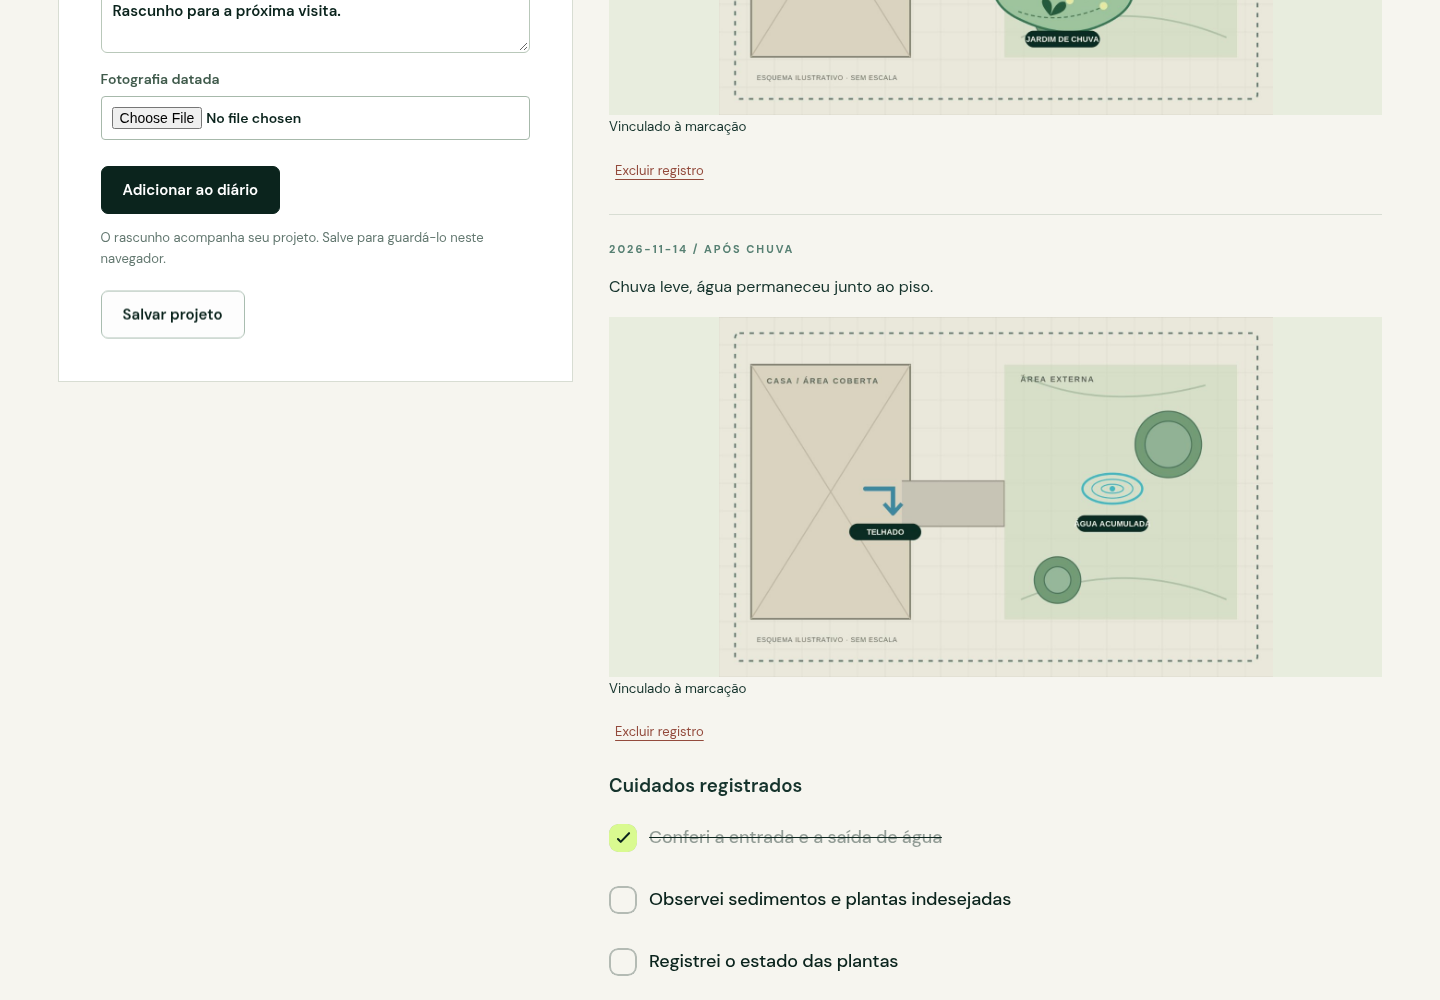 Rascunho para a próxima visita.
Fotografia datada
Choose File No file chosen
Adicionar ao diário
O rascunho acompanha seu projeto. Salve para guardá-lo neste
navegador.
Salvar projeto
JARDIM DE CHUVA
ESQUEMA ILUSTRATIVO · SEM ESCALA
Vinculado à marcação
Excluir registro
2026-11-14 / APÓS CHUVA
Chuva leve, água permaneceu junto ao piso.
CASA / ÁREA COBERTA
ÁREA EXTERNA
TELHADO
ÁGUA ACUMULADA
ESQUEMA ILUSTRATIVO · SEM ESCALA
Vinculado à marcação
Excluir registro
Cuidados registrados
Conferi a entrada e a saída de água
Observei sedimentos e plantas indesejadas
Registrei o estado das plantas